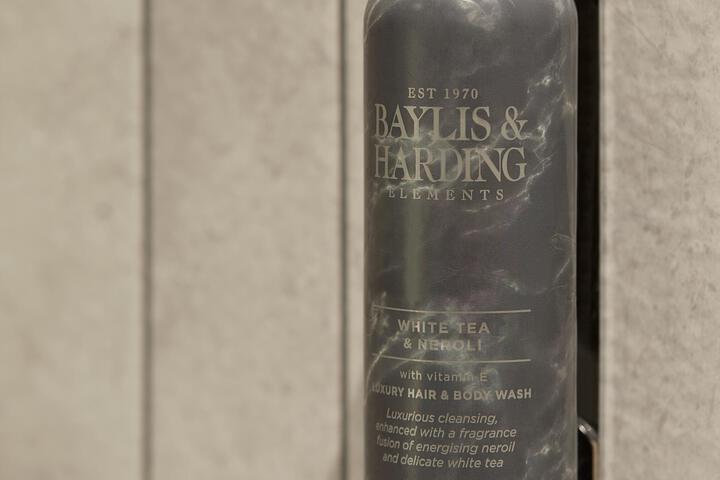 EST 1970
BAYLIS &
HARDING
ELEMENTS
WHITE TEA
& NEROLI
with vitamin E
LUXURY HAIR & BODY WASH
Luxurious cleansing,
enhanced with a fragrance
fusion of energising neroil
and delicate white tea